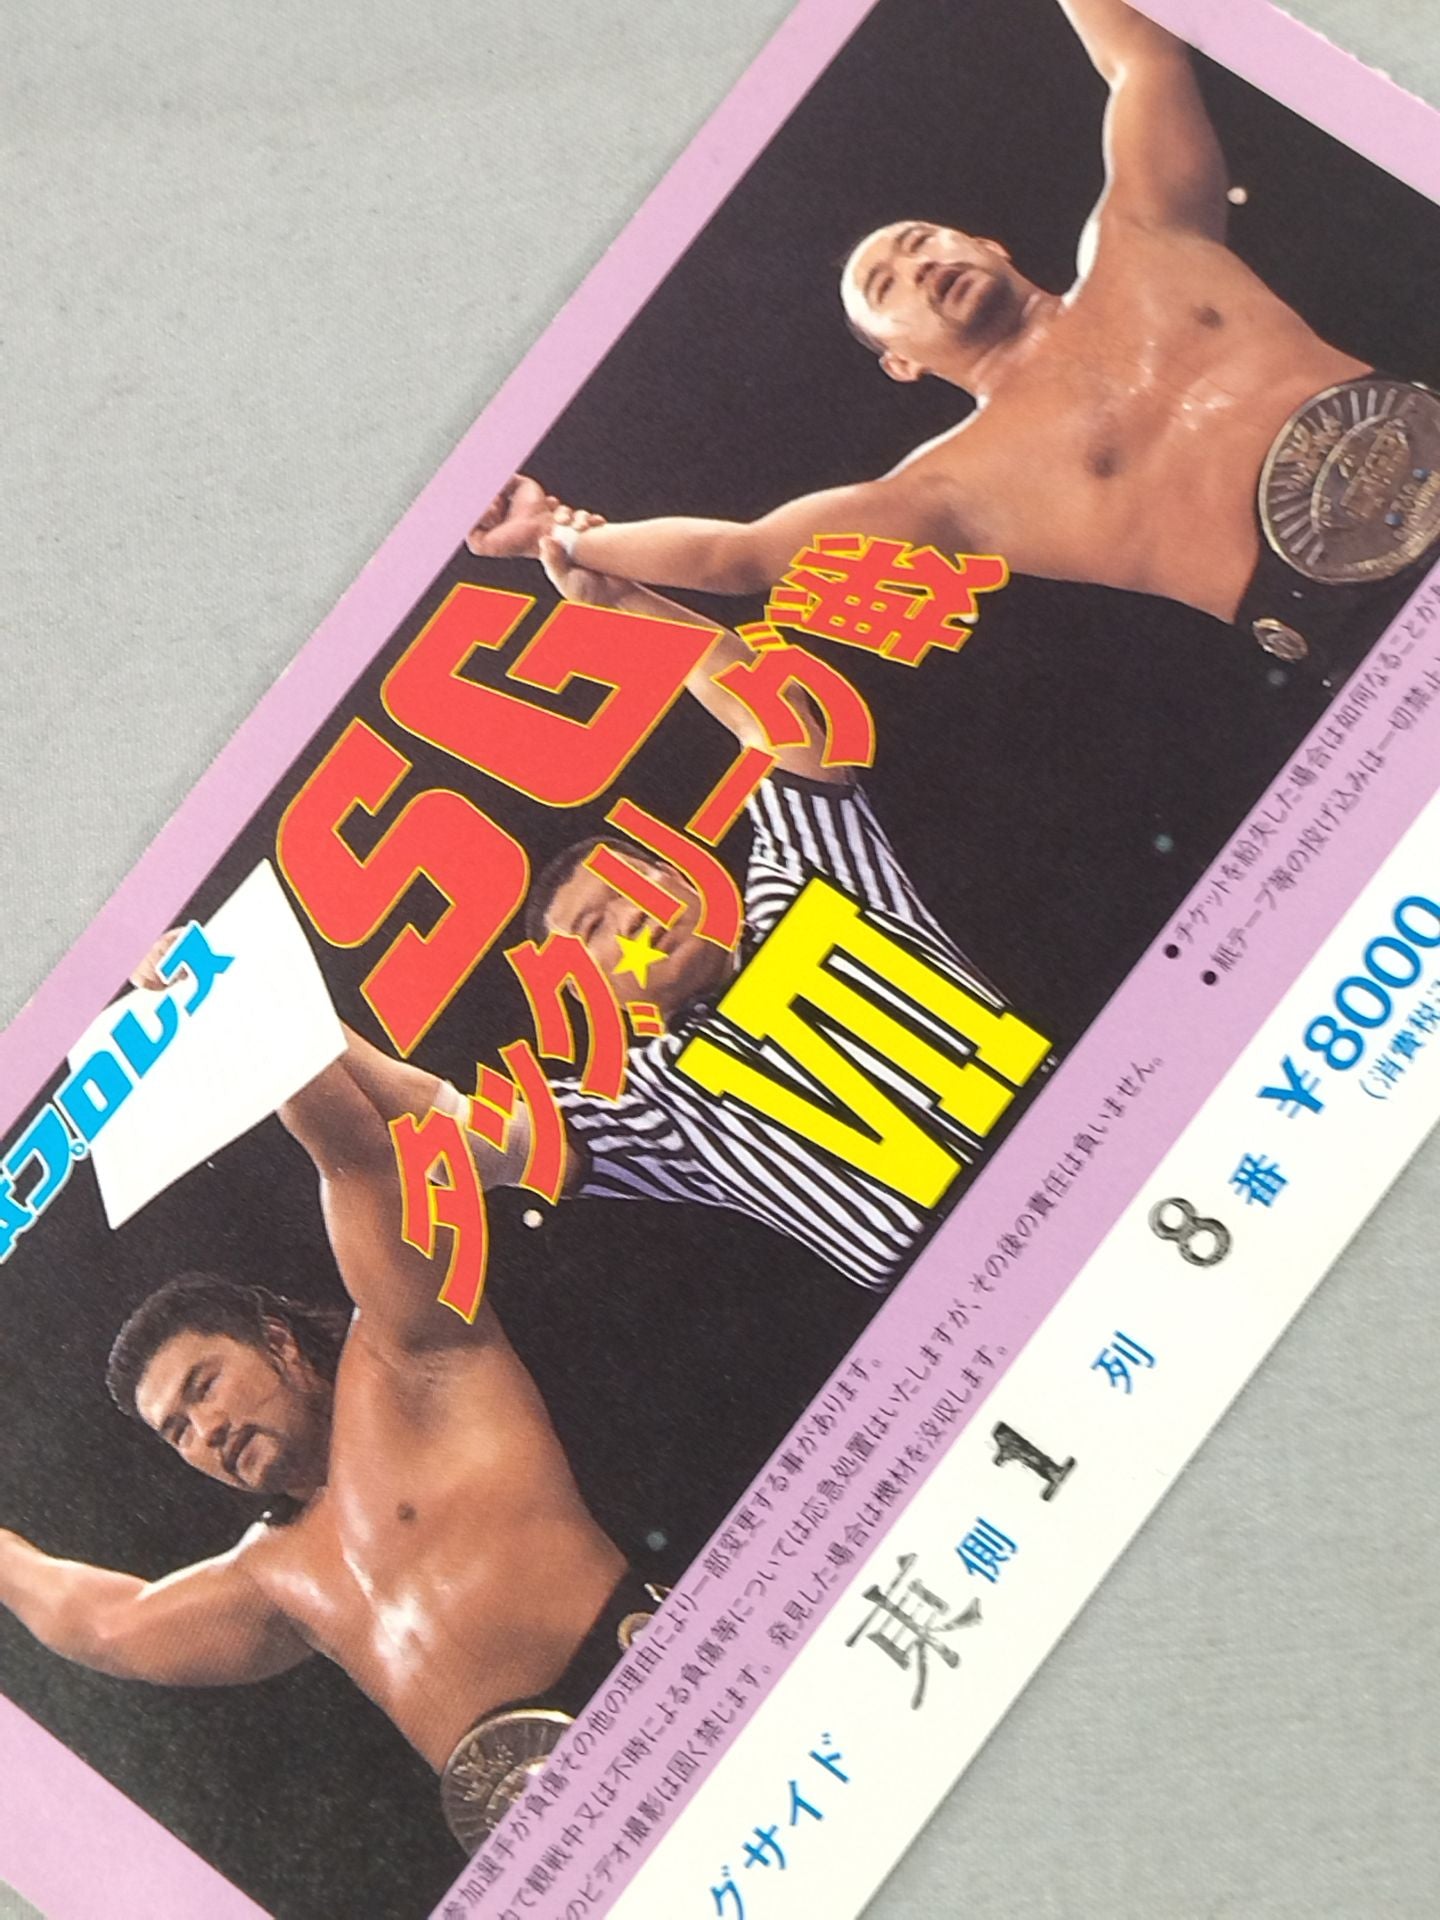 プロレス
SG
タッグ★リーグ戦
VII
参加選手が負傷その他の理由により一部変更する事があります。
で観戦中又は不時による負傷等については応急処置はいたしますが、その後の責任は負いません。
のビデオ撮影は固く禁じます。発見した場合は機材を没収します。
●チケットを紛失した場合は如何なることが
●紙テープ等の投げ込みは一切禁止
グサイド 東側 1列 8番 ¥8000
(消費税